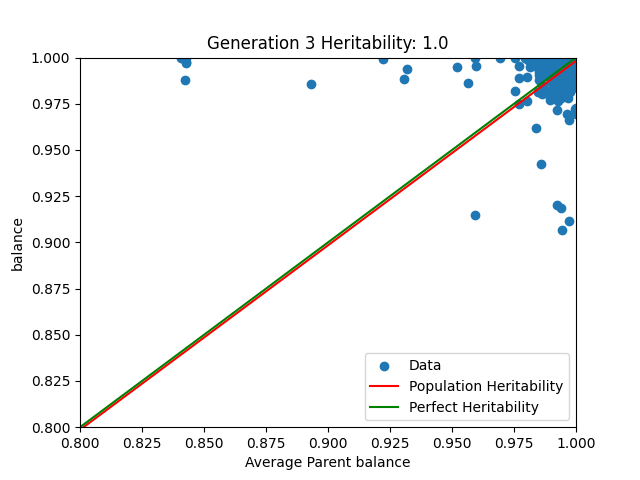 Generation 3 Heritability: 1.0
1.000
0.975
0.950
0.925
0.900
0.875
0.850
0.825
0.800
balance
Data
Population Heritability
Perfect Heritability
0.800 0.825 0.850 0.875 0.900 0.925 0.950 0.975 1.000
Average Parent balance